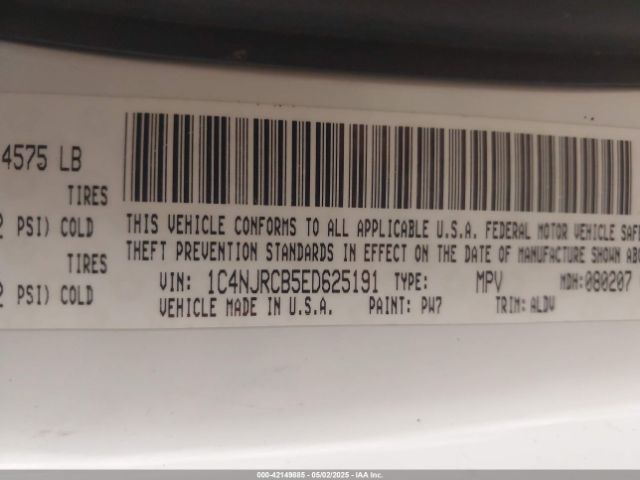 4575 LB
TIRES
PSI) COLD
TIRES
PSI) COLD
THIS VEHICLE CONFORMS TO ALL APPLICABLE U.S.A. FEDERAL MOTOR VEHICLE
THEFT PREVENTION STANDARDS IN EFFECT ON THE DATE OF MANUFACTURE SHOWN
VIN: 1C4NJRCB5ED625191 TYPE: MPV MDH:080207
VEHICLE MADE IN U.S.A. PAINT: PW7 TRIM: ALDV
000-42149885 - 05/02/2025 - IAA Inc.